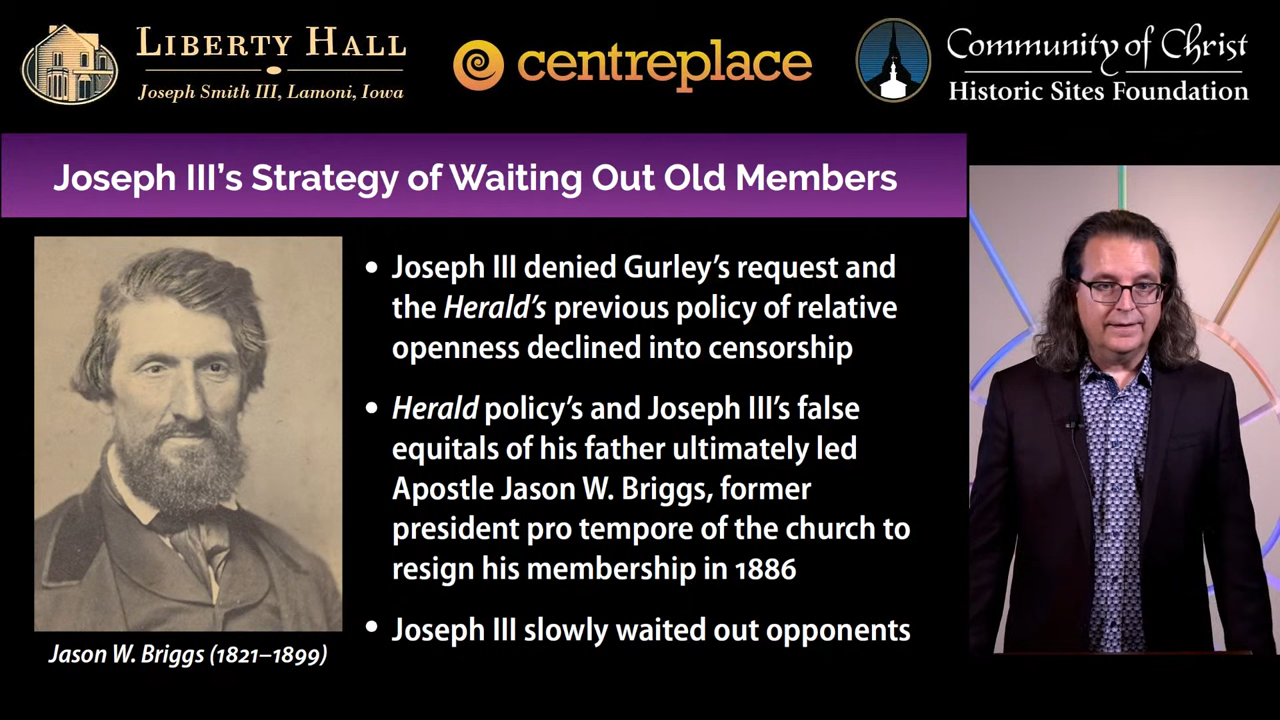 LIBERTY HALL
Joseph Smith III, Lamoni, Iowa
centreplace
Community of Christ
Historic Sites Foundation
Joseph III’s Strategy of Waiting Out Old Members
• Joseph III denied Gurley’s request and
the Herald’s previous policy of relative
openness declined into censorship
• Herald policy’s and Joseph III’s false
equitals of his father ultimately led
Apostle Jason W. Briggs, former
president pro tempore of the church to
resign his membership in 1886
• Joseph III slowly waited out opponents
Jason W. Briggs (1821–1899)